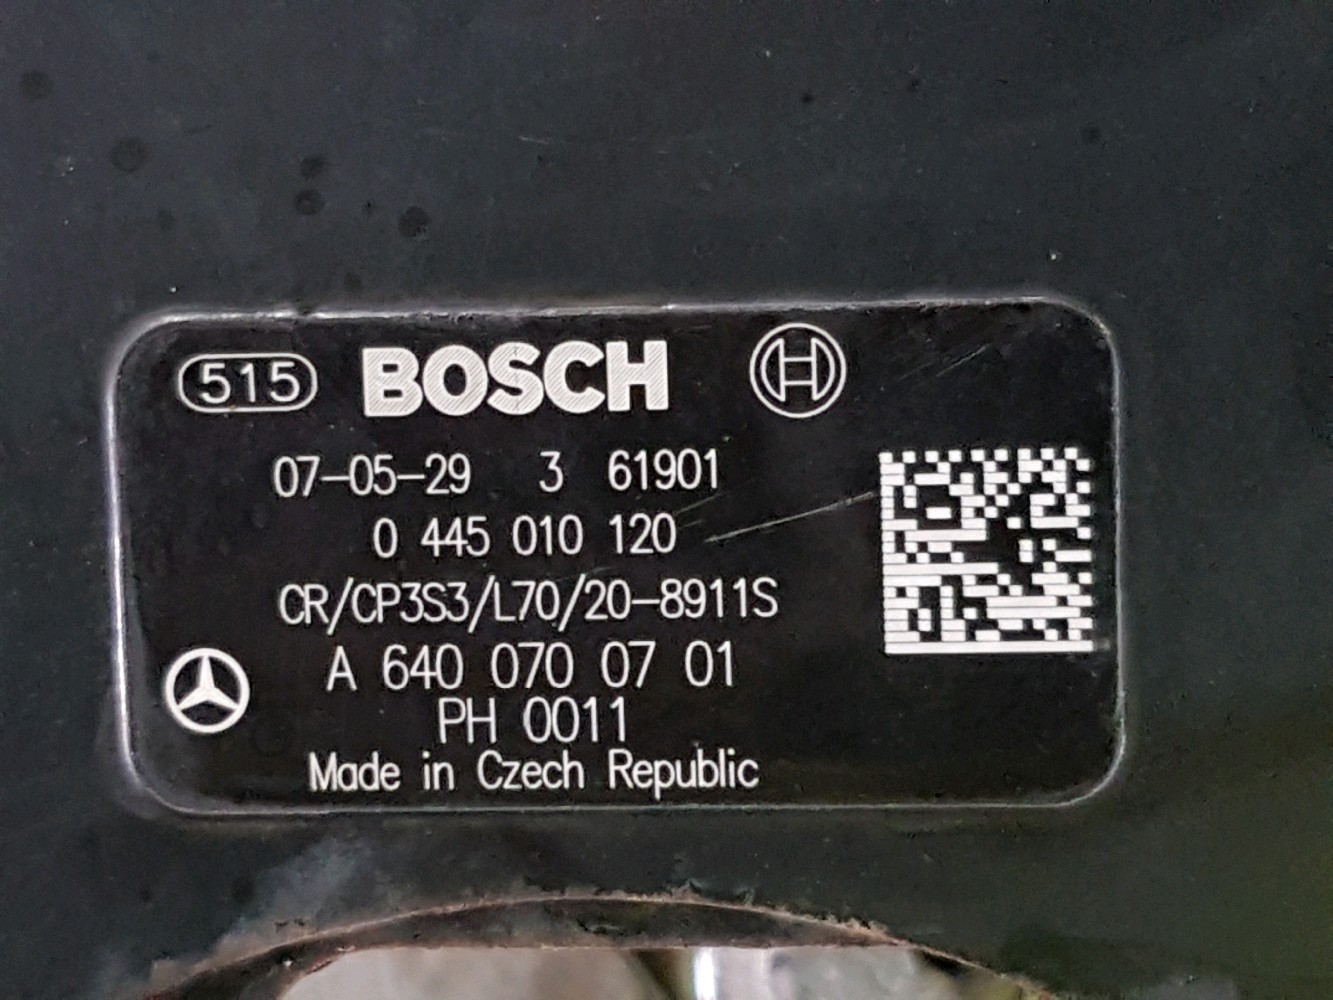 515 BOSCH
07-05-29 3 61901
0 445 010 120
CR/CP3S3/L70/20-8911S
A 640 070 07 01
PH 0011
Made in Czech Republic